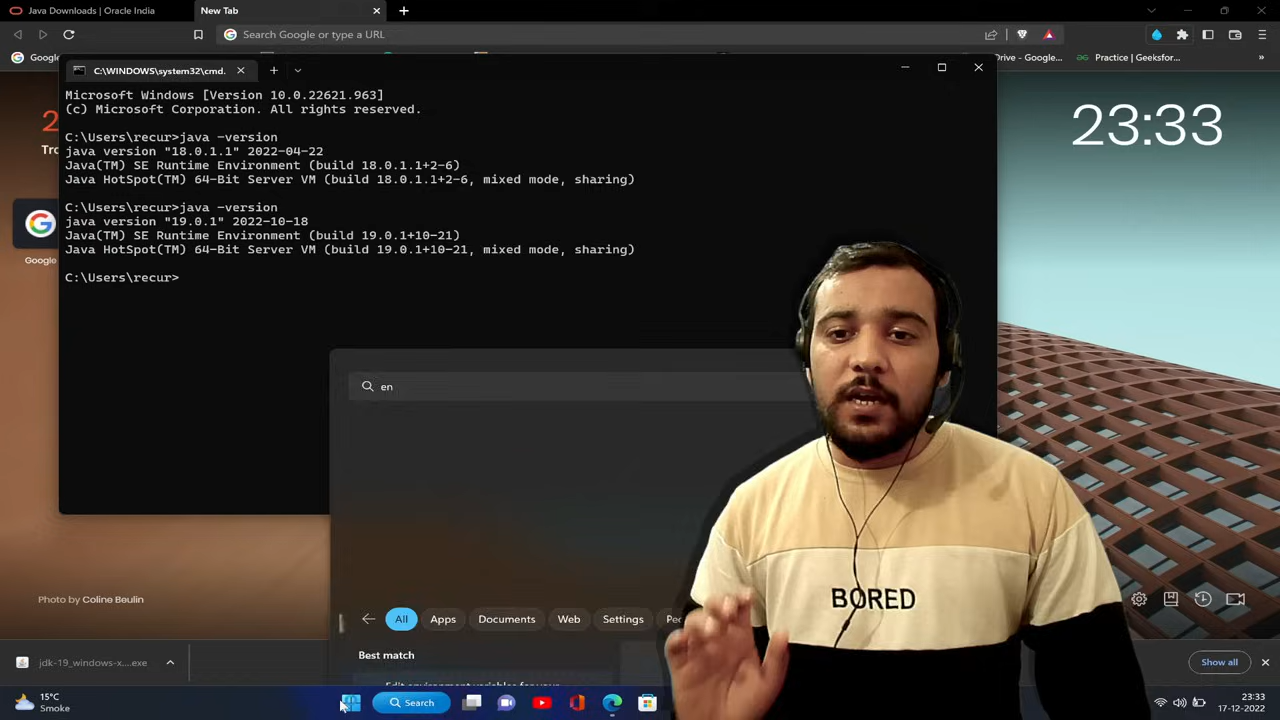 Java Downloads | Oracle India
New Tab
Search Google or type a URL
Google
Drive - Google...
Practice | Geeksfor...
C:\WINDOWS\system32\cmd.
Microsoft Windows [Version 10.0.22621.963]
(c) Microsoft Corporation. All rights reserved.
C:\Users\recur>java -version
java version "18.0.1.1" 2022-04-22
Java(TM) SE Runtime Environment (build 18.0.1.1+2-6)
Java HotSpot(TM) 64-Bit Server VM (build 18.0.1.1+2-6, mixed mode, sharing)
C:\Users\recur>java -version
java version "19.0.1" 2022-10-18
Java(TM) SE Runtime Environment (build 19.0.1+10-21)
Java HotSpot(TM) 64-Bit Server VM (build 19.0.1+10-21, mixed mode, sharing)
C:\Users\recur>
23:33
Google
en
BORED
Photo by Coline Beulin
All
Apps
Documents
Web
Settings
Best match
Edit environment variables for your
jdk-19_windows-x....exe
Show all
15°C
Smoke
Search
23:33
17-12-2022